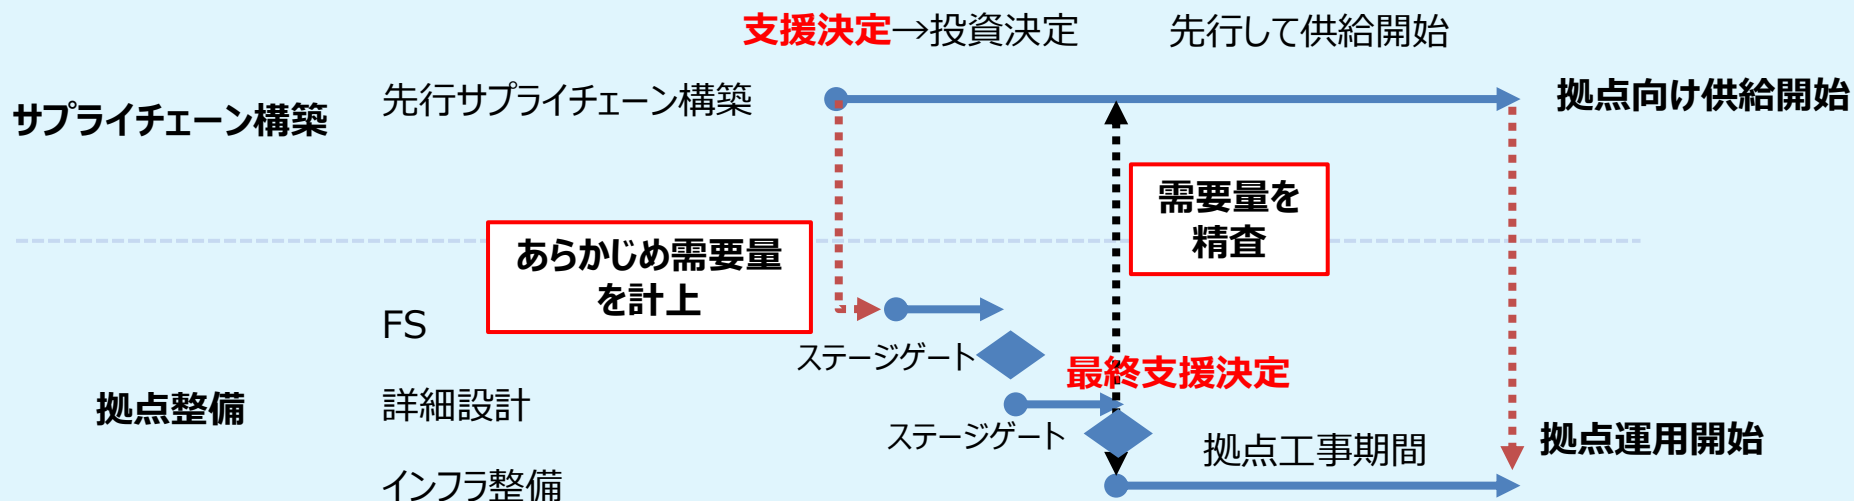 支援決定→投資決定
先行して供給開始
サプライチェーン構築
先行サプライチェーン構築
拠点向け供給開始
需要量を
精査
あらかじめ需要量
を計上
FS
ステージゲート
最終支援決定
拠点整備
詳細設計
ステージゲート
拠点工事期間
拠点運用開始
インフラ整備